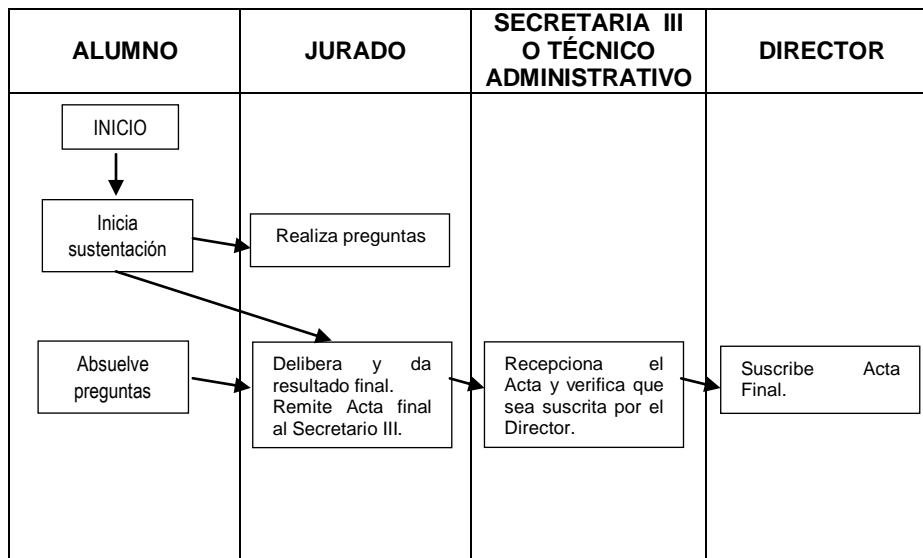 ALUMNO
JURADO
SECRETARIA III
O TÉCNICO
ADMINISTRATIVO
DIRECTOR
INICIO
Inicia
sustentación
Realiza preguntas
Absuelve
preguntas
Delibera y da
resultado final.
Remite Acta final
al Secretario III.
Recepciona el
Acta y verifica que
sea suscrita por el
Director.
Suscribe Acta
Final.